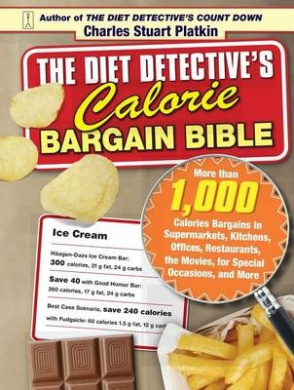 Author of THE DIET DETECTIVE'S COUNT DOWN
Charles Stuart Platkin
THE DIET DETECTIVE'S
Calorie
BARGAIN BIBLE
More than
1,000
Calories Bargains in
Supermarkets, Kitchens,
Offices, Restaurants,
the Movies, for Special
Occasions, and More
Ice Cream
Häagen-Dazs Ice Cream Bar:
300 calories, 21 g fat, 24 g carbs
Save 40 with Good Humor Bar:
260 calories, 17 g fat, 24 g carbs
Best Case Scenario, save 240 calories
with Fudgsicle: 60 calories 1.5 g fat, 12 g carb